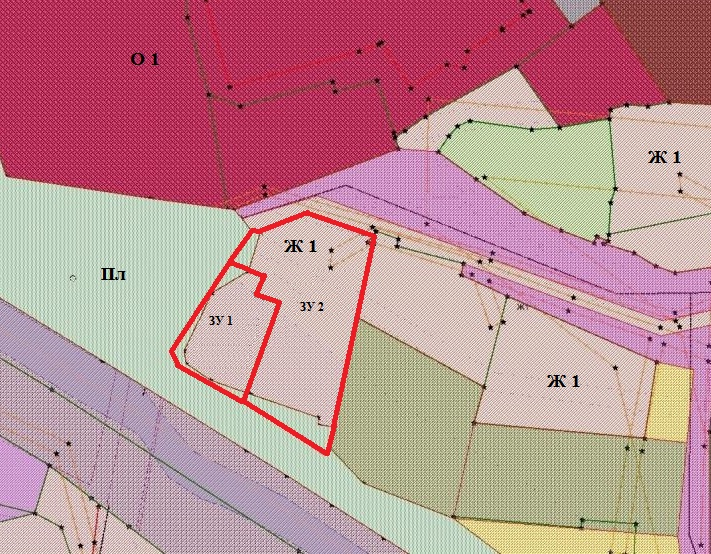 О 1
Ж 1
Ж 1
Пл
ЗУ 2
ЗУ 1
Ж 1